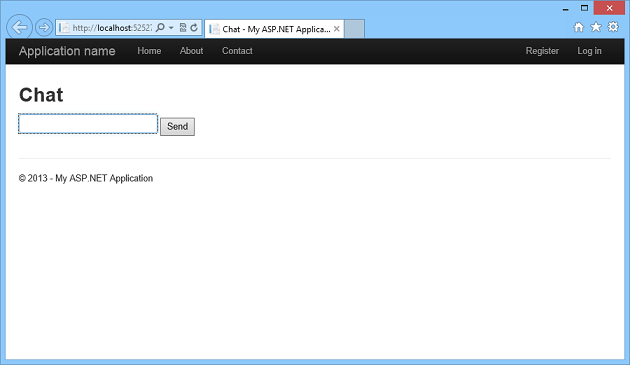 http://localhost:5252
Chat - My ASP.NET Applica...
Application name Home About Contact Register Log in
Chat
Send
© 2013 - My ASP.NET Application